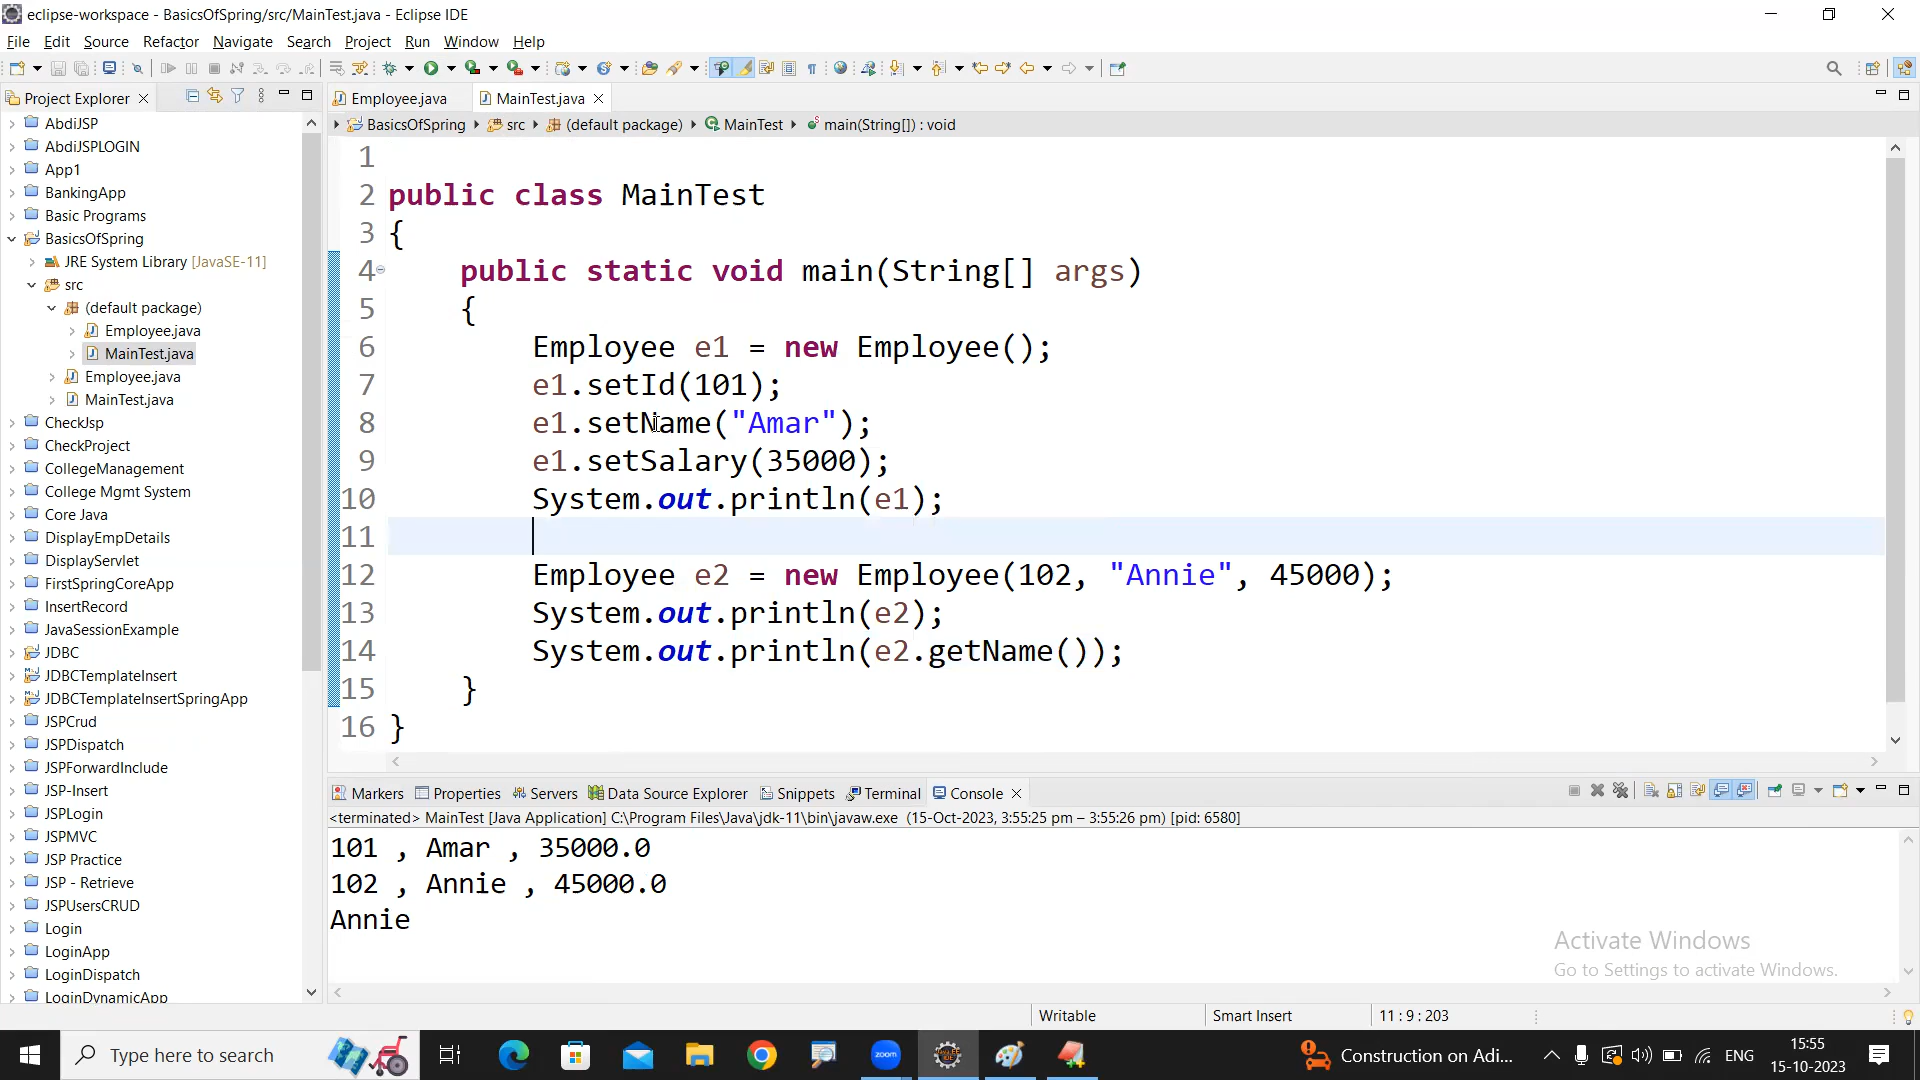 eclipse-workspace - BasicsOfSpring/src/MainTest.java - Eclipse IDE
File Edit Source Refactor Navigate Search Project Run Window Help
Project Explorer
Employee.java MainTest.java
BasicsOfSpring src (default package) MainTest main(String[]) : void
AbdiJSP
AbdiJSPLOGIN
App1
BankingApp
Basic Programs
BasicsOfSpring
JRE System Library [JavaSE-11]
src
(default package)
Employee.java
MainTest.java
Employee.java
MainTest.java
CheckJsp
CheckProject
CollegeManagement
College Mgmt System
Core Java
DisplayEmpDetails
DisplayServlet
FirstSpringCoreApp
InsertRecord
JavaSessionExample
JDBC
JDBCTemplateInsert
JDBCTemplateInsertSpringApp
JSPCrud
JSPDispatch
JSPForwardInclude
JSP-Insert
JSPLogin
JSPMVC
JSP Practice
JSP - Retrieve
JSPUsersCRUD
Login
LoginApp
LoginDispatch
LoginDynamicApp
1
2 public class MainTest
3 {
4 public static void main(String[] args)
5 {
6 Employee e1 = new Employee();
7 e1.setId(101);
8 e1.setName("Amar");
9 e1.setSalary(35000);
10 System.out.println(e1);
11
12 Employee e2 = new Employee(102, "Annie", 45000);
13 System.out.println(e2);
14 System.out.println(e2.getName());
15 }
16 }
Markers Properties Servers Data Source Explorer Snippets Terminal Console
<terminated> MainTest [Java Application] C:\Program Files\Java\jdk-11\bin\javaw.exe (15-Oct-2023, 3:55:25 pm – 3:55:26 pm) [pid: 6580]
101 , Amar , 35000.0
102 , Annie , 45000.0
Annie
Activate Windows
Go to Settings to activate Windows.
Writable Smart Insert 11 : 9 : 203
Type here to search
zoom
Construction on Adi... ENG
15:55
15-10-2023